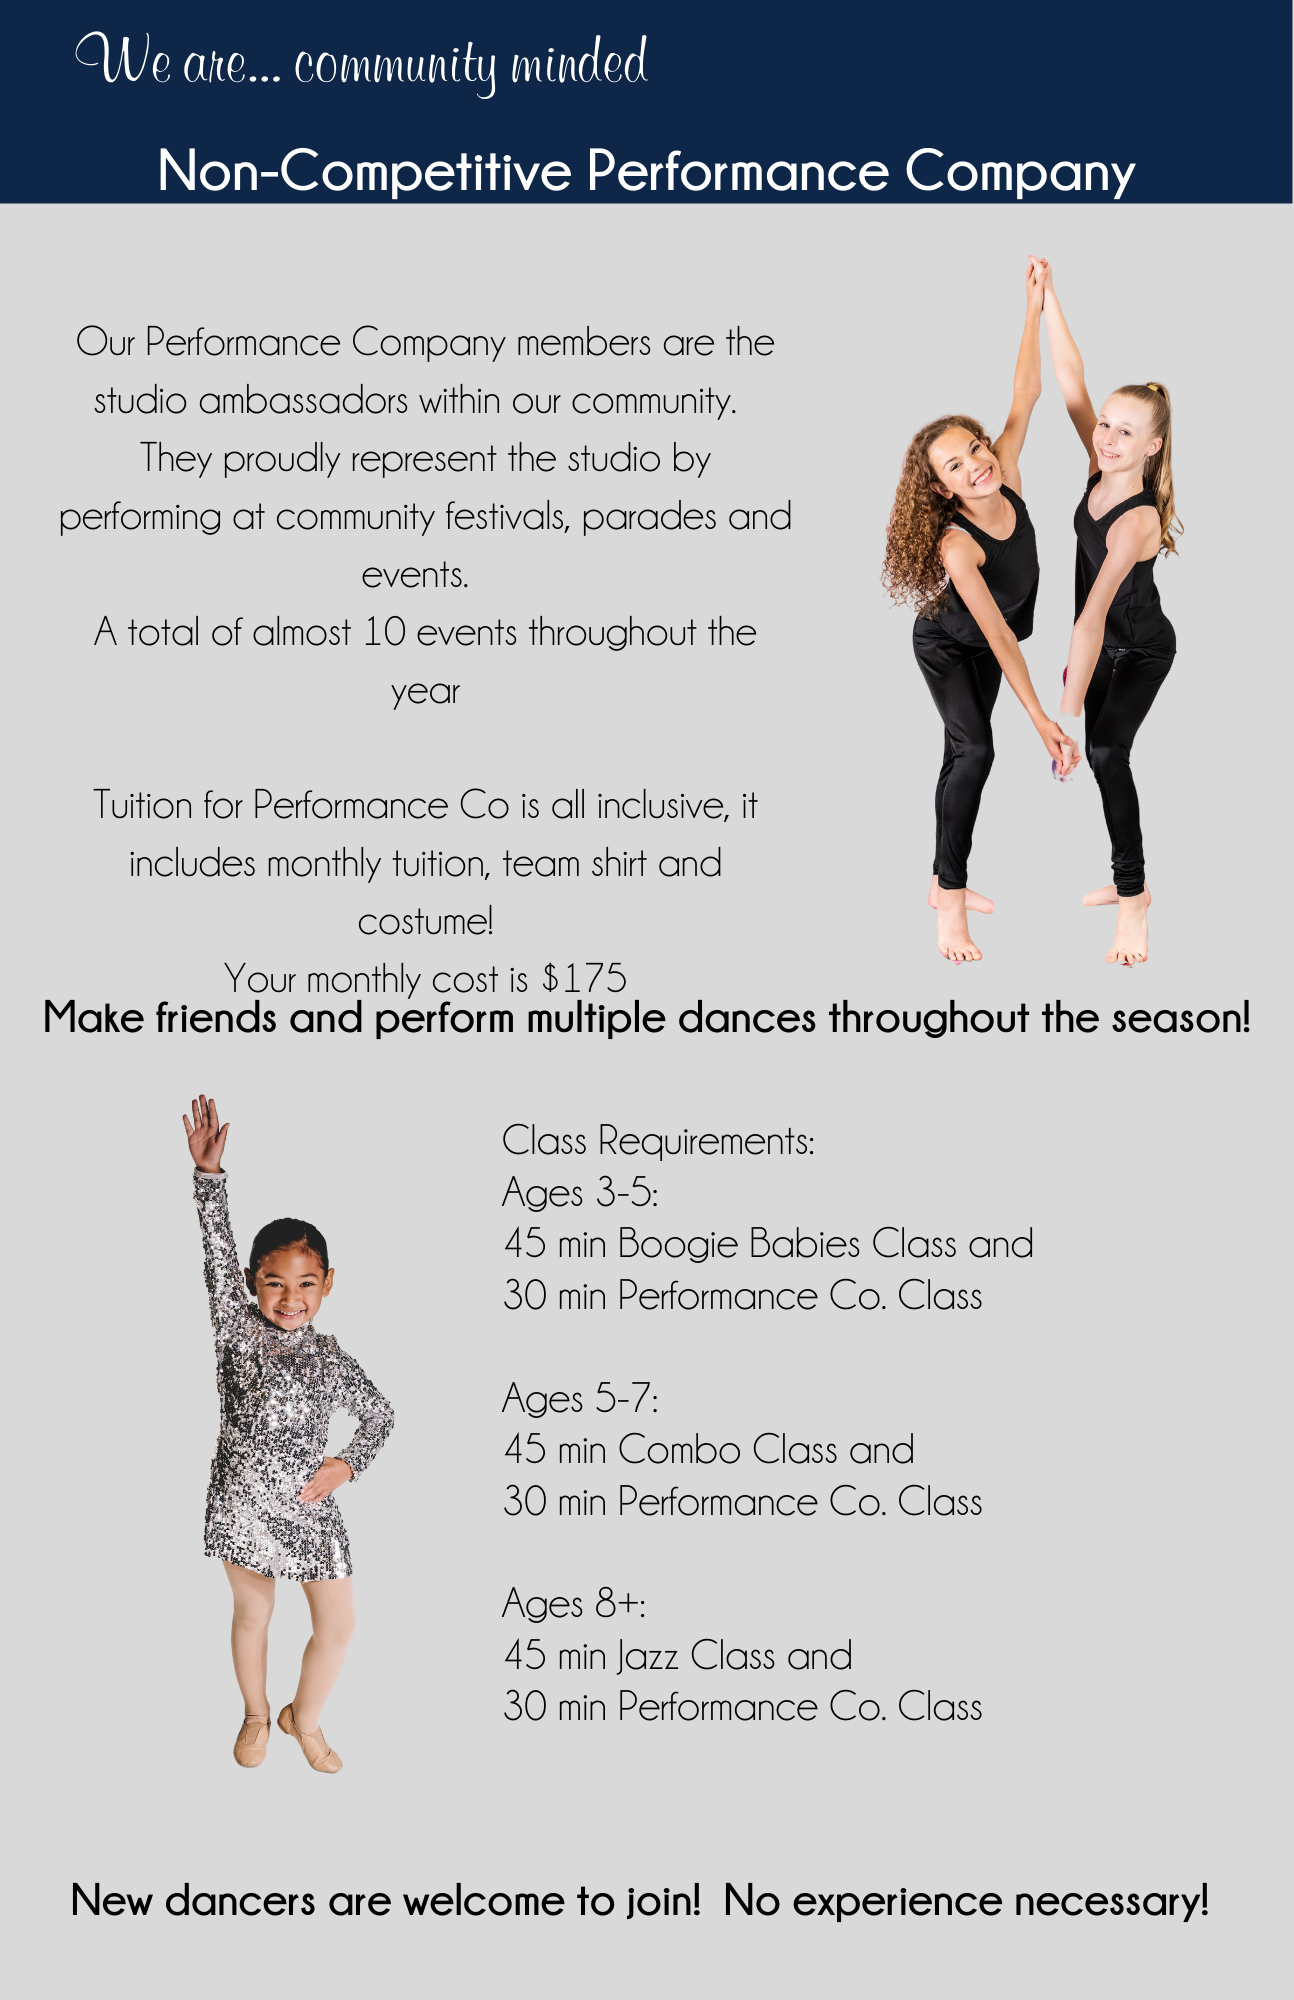 We are... community minded
Non-Competitive Performance Company
Our Performance Company members are the
studio ambassadors within our community.
They proudly represent the studio by
performing at community festivals, parades and
events.
A total of almost 10 events throughout the
year
Tuition for Performance Co is all inclusive, it
includes monthly tuition, team shirt and
costume!
Your monthly cost is $175
Make friends and perform multiple dances throughout the season!
Class Requirements:
Ages 3-5:
45 min Boogie Babies Class and
30 min Performance Co. Class
Ages 5-7:
45 min Combo Class and
30 min Performance Co. Class
Ages 8+:
45 min Jazz Class and
30 min Performance Co. Class
New dancers are welcome to join! No experience necessary!